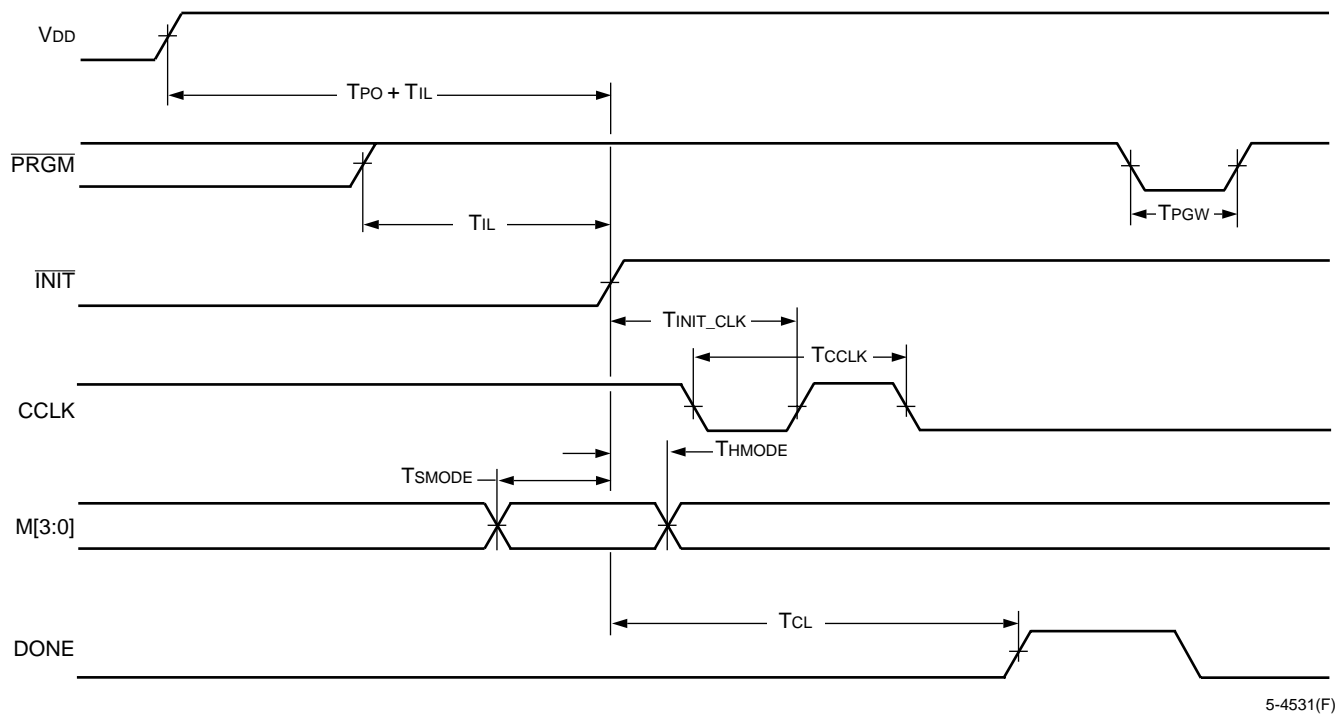 VDD
TPO + TIL
PRGM
TIL
TPGW
INIT
TINIT_CLK
TCCLK
CCLK
THMODE
TSMODE
M[3:0]
TCL
DONE
5-4531(F)